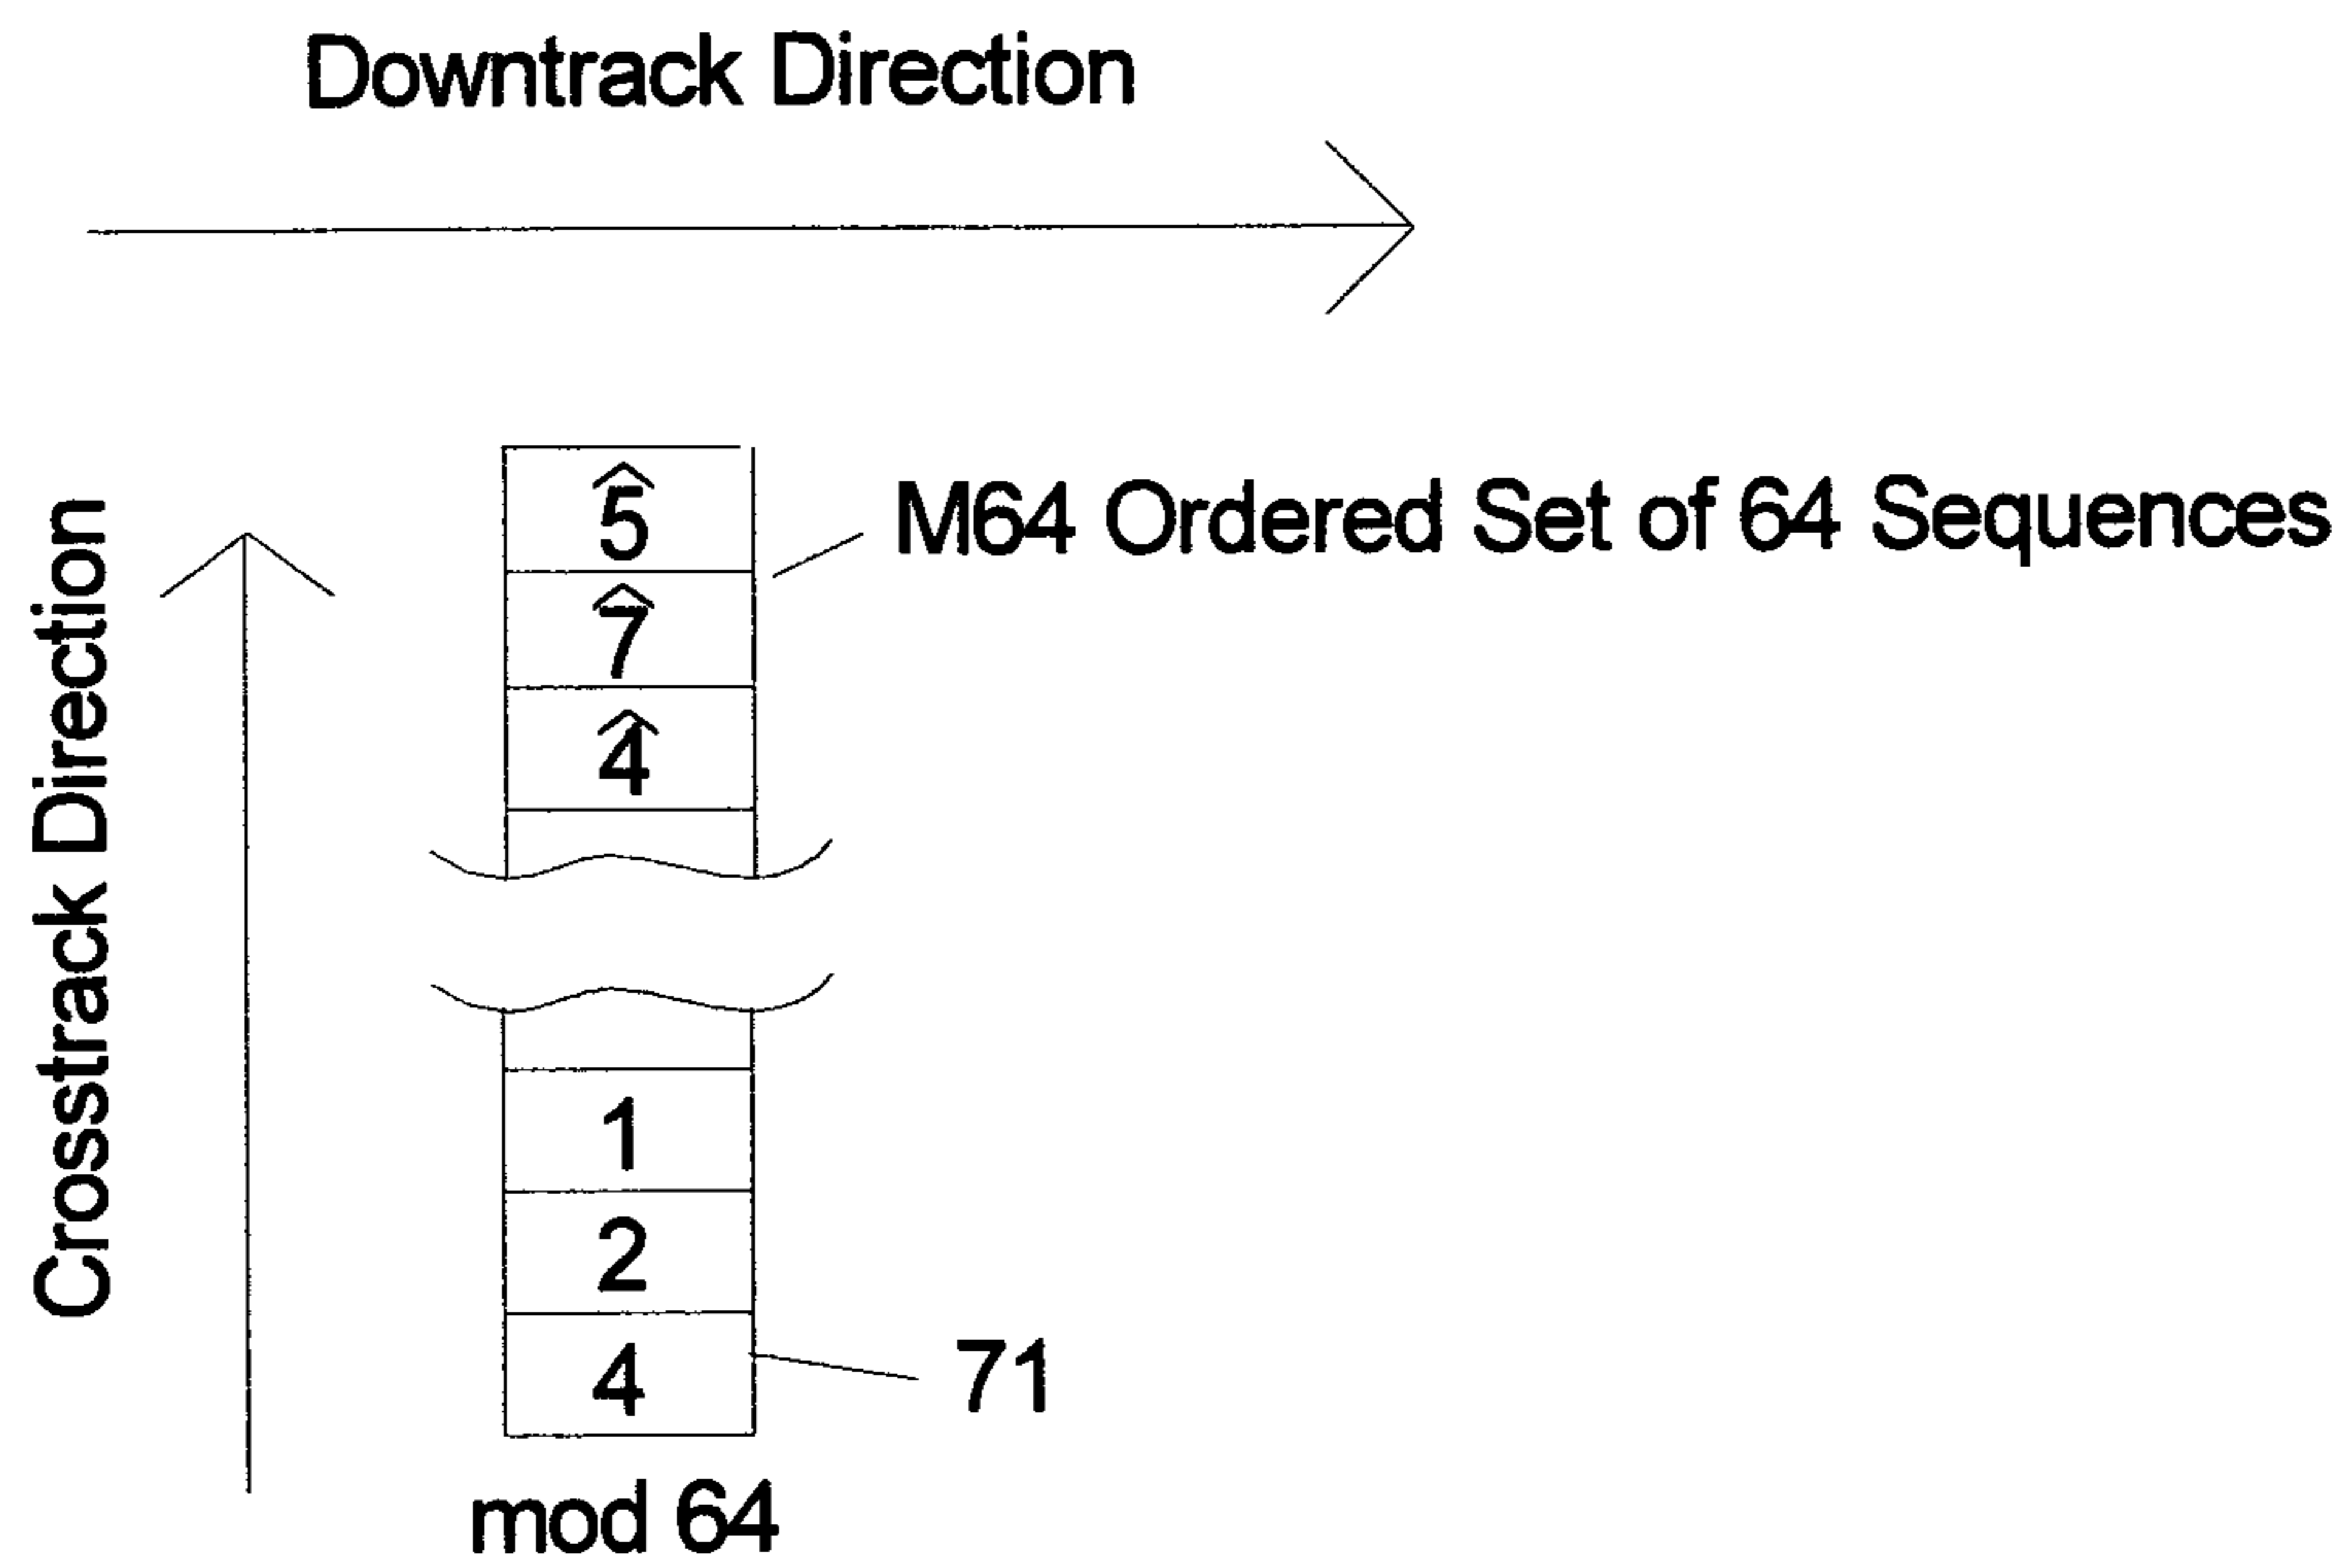 Downtrack Direction
Crosstrack Direction
5̂
M64 Ordered Set of 64 Sequences
7̂
4̂
1
2
4
71
mod 64